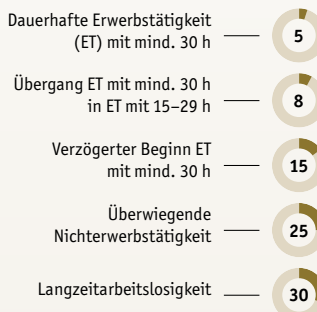 Dauerhafte Erwerbstätigkeit
(ET) mit mind. 30 h
5
Übergang ET mit mind. 30 h
in ET mit 15–29 h
8
Verzögerter Beginn ET
mit mind. 30 h
15
Überwiegende
Nichterwerbstätigkeit
25
Langzeitarbeitslosigkeit
30